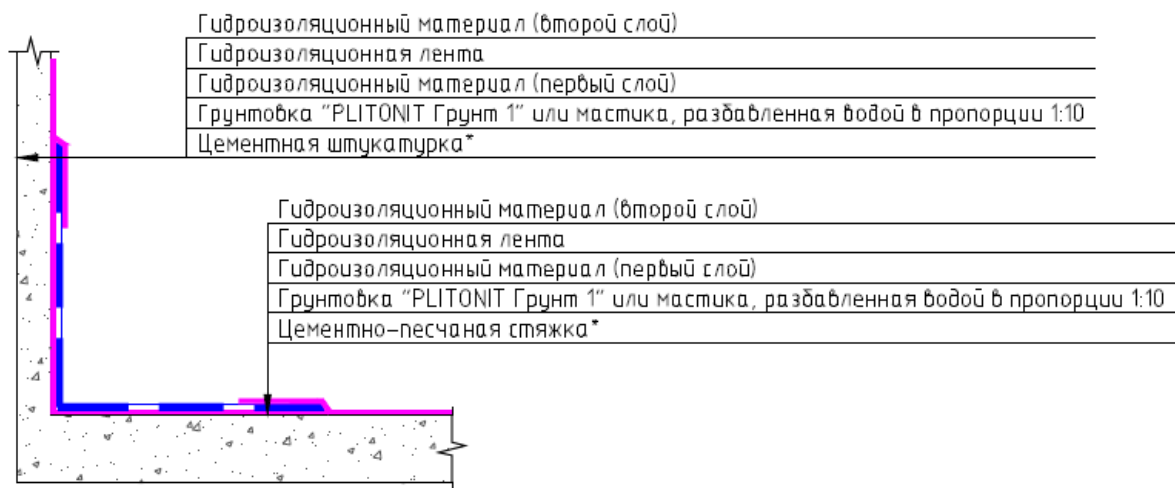 Гидроизоляционный материал (второй слой)
Гидроизоляционная лента
Гидроизоляционный материал (первый слой)
Грунтовка "PLITONIT Грунт 1" или мастика, разбавленная водой в пропорции 1:10
Цементная штукатурка*
Гидроизоляционный материал (второй слой)
Гидроизоляционная лента
Гидроизоляционный материал (первый слой)
Грунтовка "PLITONIT Грунт 1" или мастика, разбавленная водой в пропорции 1:10
Цементно-песчаная стяжка*